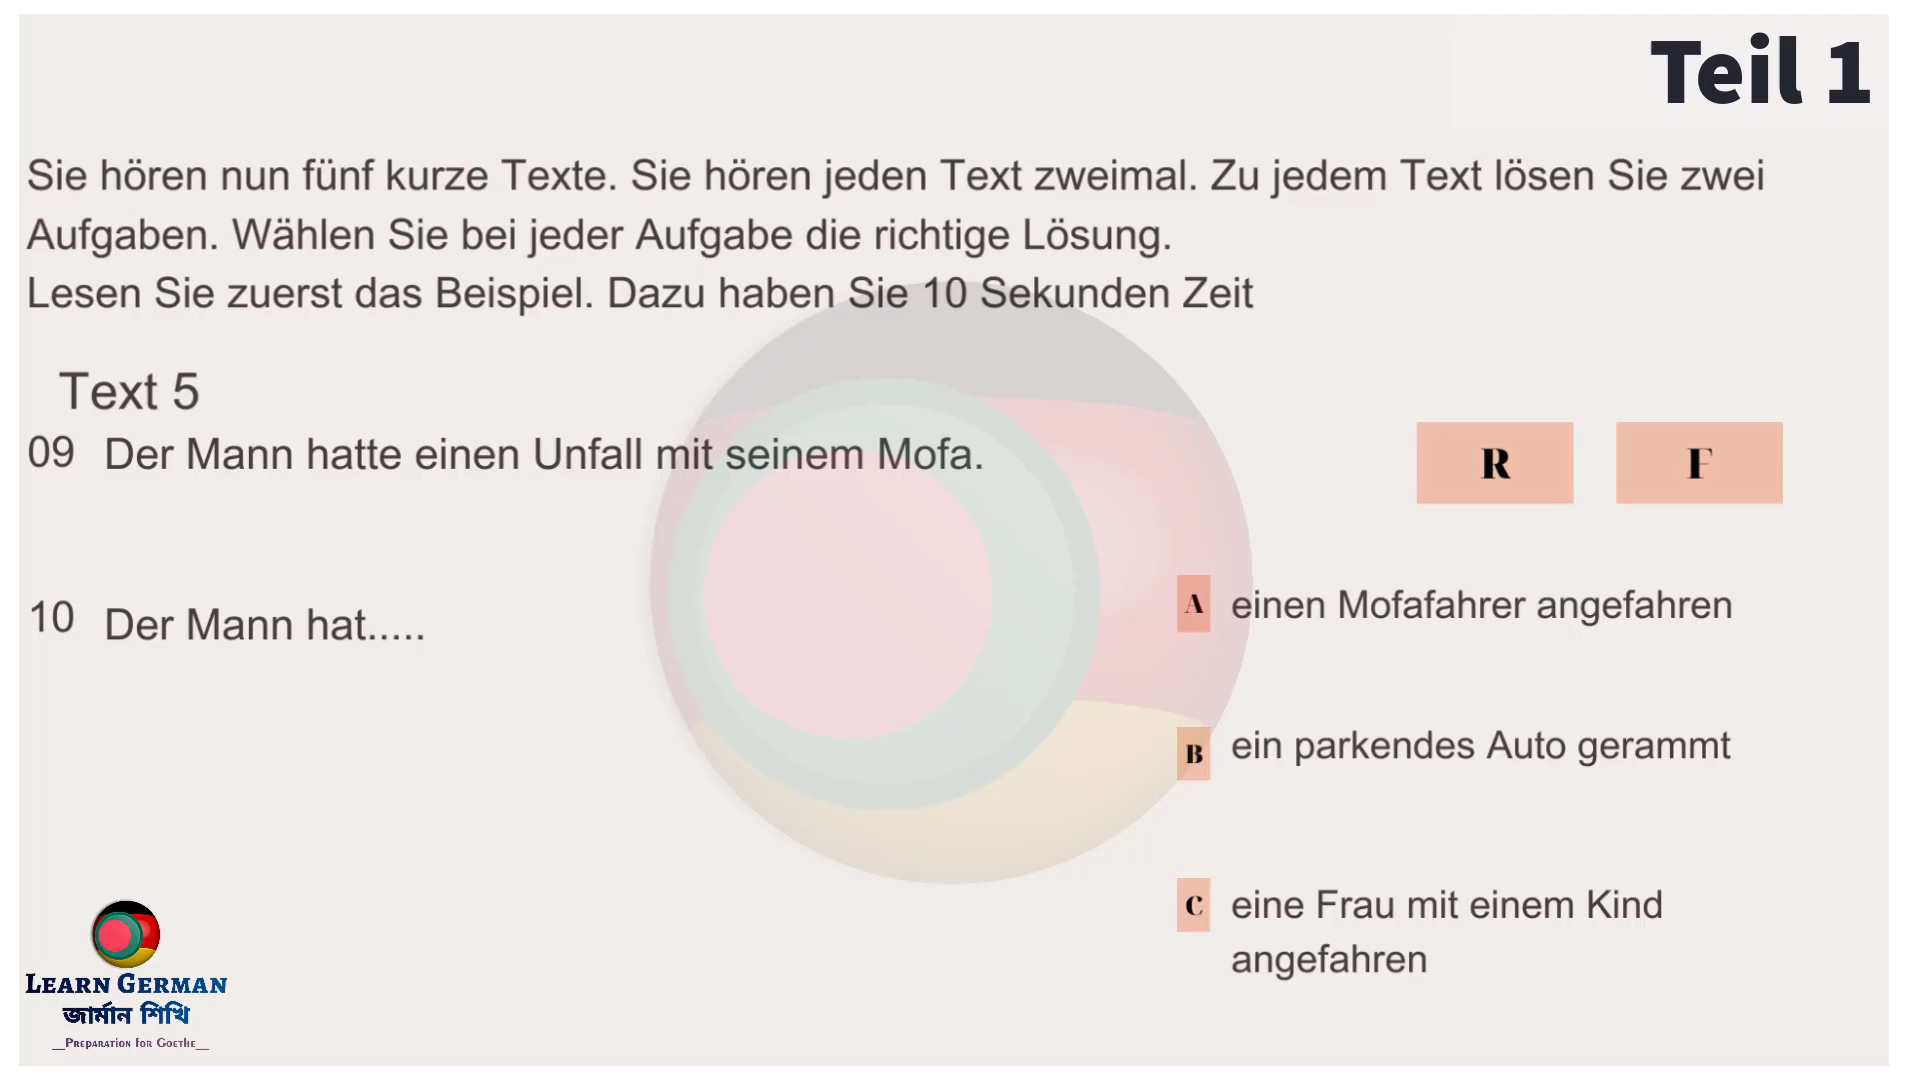 Teil 1
Sie hören nun fünf kurze Texte. Sie hören jeden Text zweimal. Zu jedem Text lösen Sie zwei
Aufgaben. Wählen Sie bei jeder Aufgabe die richtige Lösung.
Lesen Sie zuerst das Beispiel. Dazu haben Sie 10 Sekunden Zeit
Text 5
09 Der Mann hatte einen Unfall mit seinem Mofa.
R F
10 Der Mann hat.....
A einen Mofafahrer angefahren
B ein parkendes Auto gerammt
C eine Frau mit einem Kind
angefahren
LEARN GERMAN
জার্মান শিখি
__PREPARATION for GOETHE__